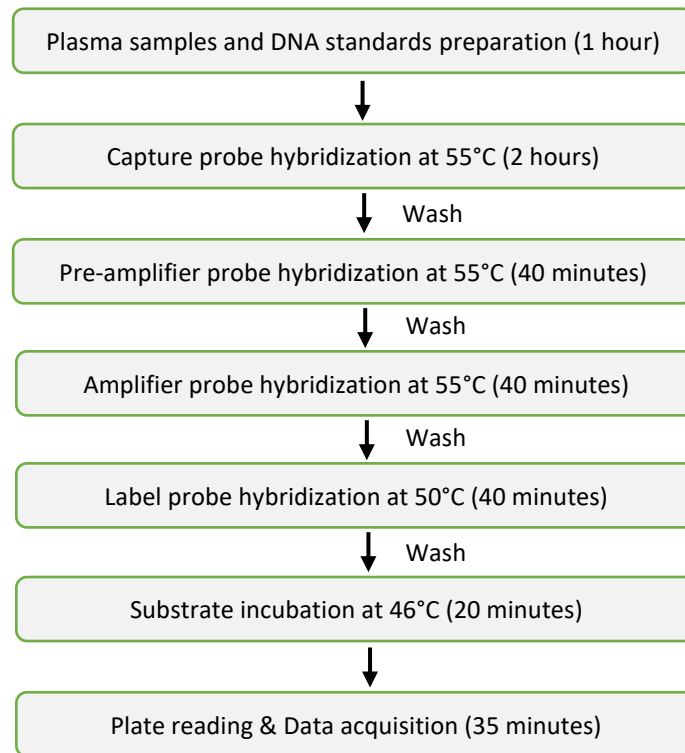 Plasma samples and DNA standards preparation (1 hour)
Capture probe hybridization at 55°C (2 hours)
Wash
Pre-amplifier probe hybridization at 55°C (40 minutes)
Wash
Amplifier probe hybridization at 55°C (40 minutes)
Wash
Label probe hybridization at 50°C (40 minutes)
Wash
Substrate incubation at 46°C (20 minutes)
Plate reading & Data acquisition (35 minutes)